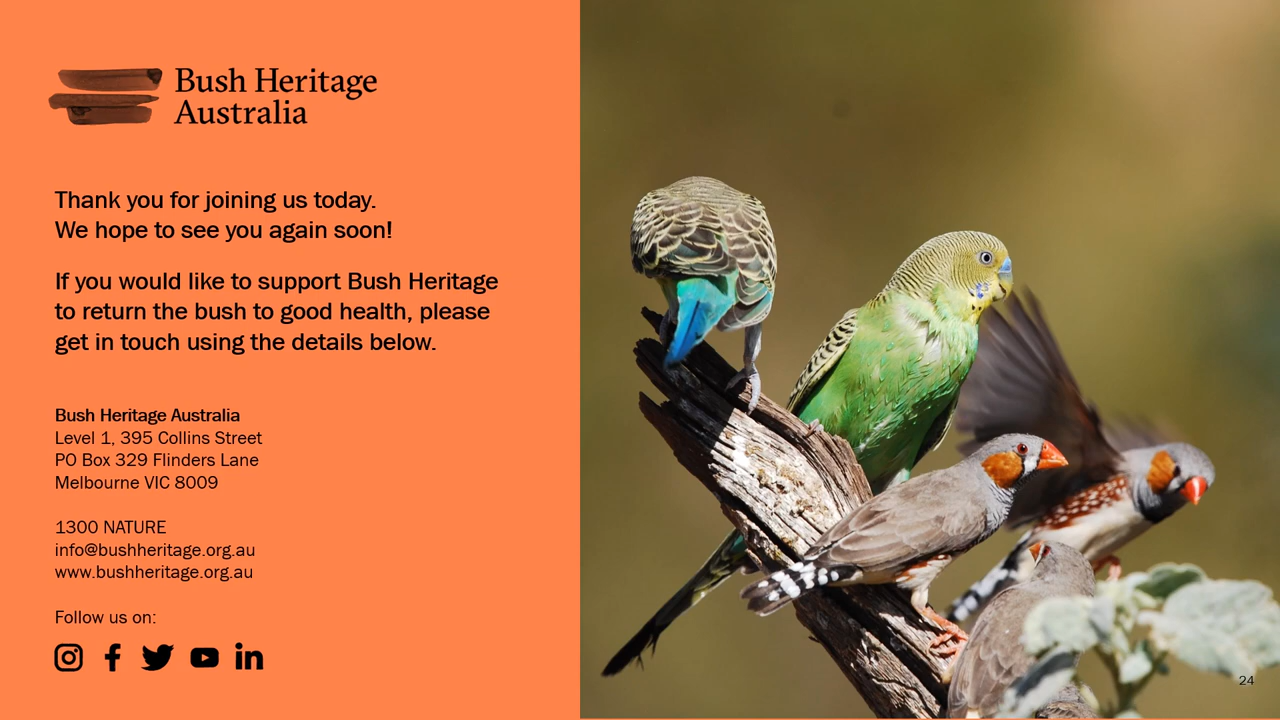 Bush Heritage
Australia
Thank you for joining us today.
We hope to see you again soon!
If you would like to support Bush Heritage
to return the bush to good health, please
get in touch using the details below.
Bush Heritage Australia
Level 1, 395 Collins Street
PO Box 329 Flinders Lane
Melbourne VIC 8009
1300 NATURE
info@bushheritage.org.au
www.bushheritage.org.au
Follow us on:
24